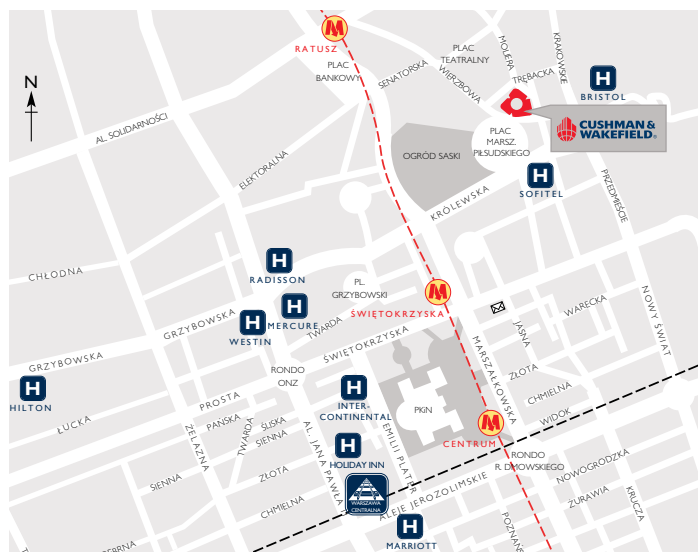 RATUSZ
PLAC
BANKOWY
SENATORSKA
PLAC
TEATRALNY
WIERZBOWA
MOLIERA
TRĘBACKA
KRAKOWSKIE
PRZEDMIEŚCIE
H
BRISTOL
CUSHMAN &
WAKEFIELD®
N
AL. SOLIDARNOŚCI
ELEKTORALNA
OGRÓD SASKI
PLAC
MARSZ.
PIŁSUDSKIEGO
H
SOFITEL
KRÓLEWSKA
CHŁODNA
H
RADISSON
PL.
GRZYBOWSKI
M
ŚWIĘTOKRZYSKA
H
MERCURE
H
WESTIN
GRZYBOWSKA
GRZYBOWSKA
TWARDA
ŚWIĘTOKRZYSKA
MARSZAŁKOWSKA
JASNA
WARECKA
NOWY ŚWIAT
RONDO
ONZ
H
HILTON
ŁUCKA
PROSTA
PAŃSKA
ŚLISKA
SIENNA
SIENNA
TWARDA
ŻELAZNA
ZŁOTA
CHMIELNA
AL. JANA PAWŁA
H
INTER-
CONTINENTAL
EMILII PLATER
PKiN
M
CENTRUM
ZŁOTA
CHMIELNA
WIDOK
H
HOLIDAY INN
WARSZAWA
CENTRALNA
ALEJE JEROZOLIMSKIE
RONDO
R. DMOWSKIEGO
NOWOGRODZKA
ŻURAWIA
KRUCZA
H
MARRIOTT
M